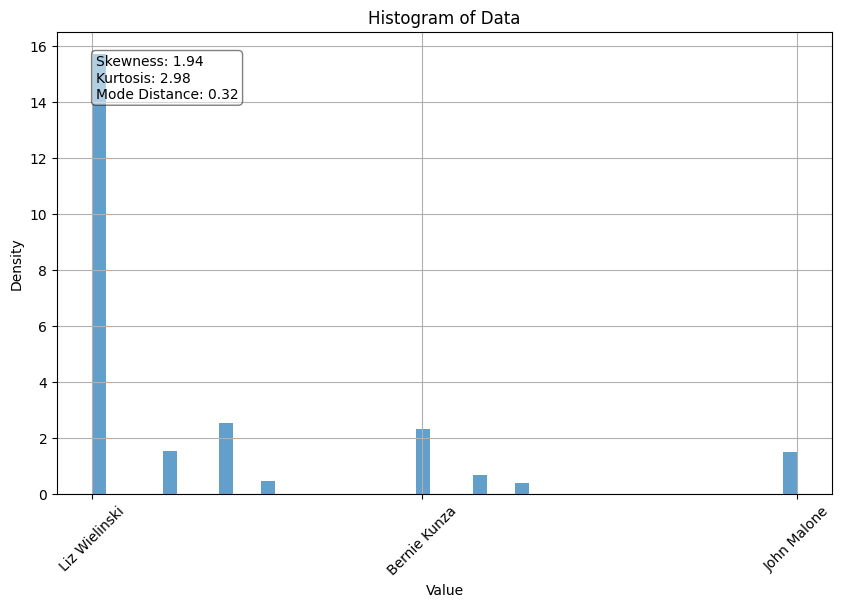 Histogram of Data
Skewness: 1.94
Kurtosis: 2.98
Mode Distance: 0.32
16
14
12
10
8
6
4
2
0
Density
Liz Wielinski
Bernie Kunza
John Malone
Value